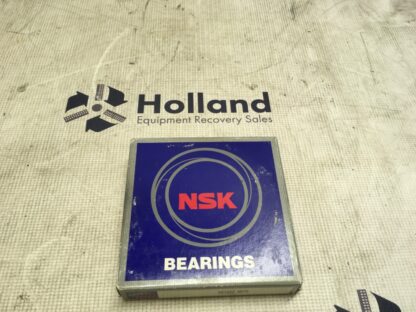 Holland
Equipment Recovery Sales
NSK
BEARINGS